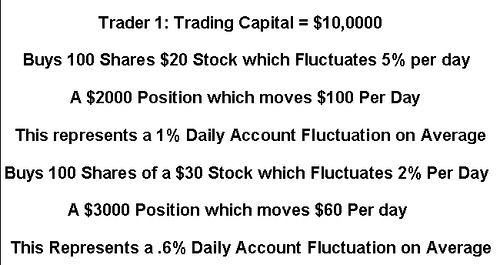 Trader 1: Trading Capital = $10,0000
Buys 100 Shares $20 Stock which Fluctuates 5% per day
A $2000 Position which moves $100 Per Day
This represents a 1% Daily Account Fluctuation on Average
Buys 100 Shares of a $30 Stock which Fluctuates 2% Per Day
A $3000 Position which moves $60 Per day
This Represents a .6% Daily Account Fluctuation on Average